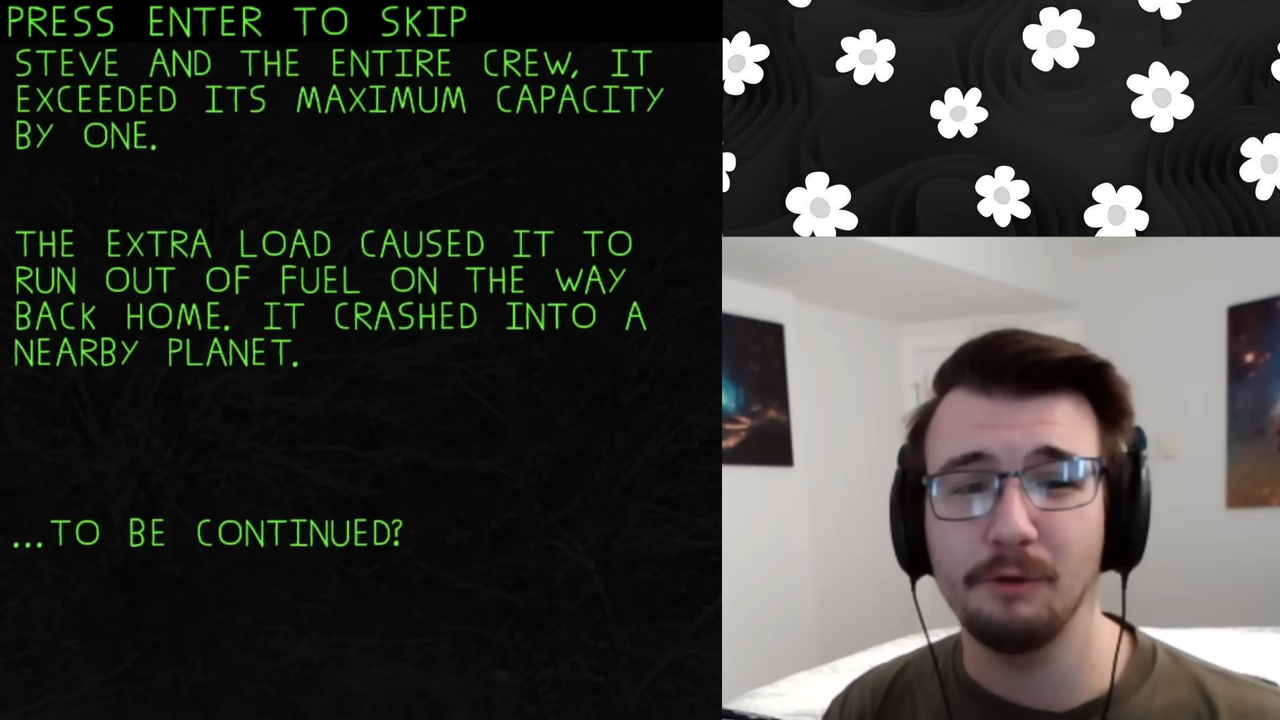 PRESS ENTER TO SKIP
STEVE AND THE ENTIRE CREW, IT
EXCEEDED ITS MAXIMUM CAPACITY
BY ONE.
THE EXTRA LOAD CAUSED IT TO
RUN OUT OF FUEL ON THE WAY
BACK HOME. IT CRASHED INTO A
NEARBY PLANET.
...TO BE CONTINUED?